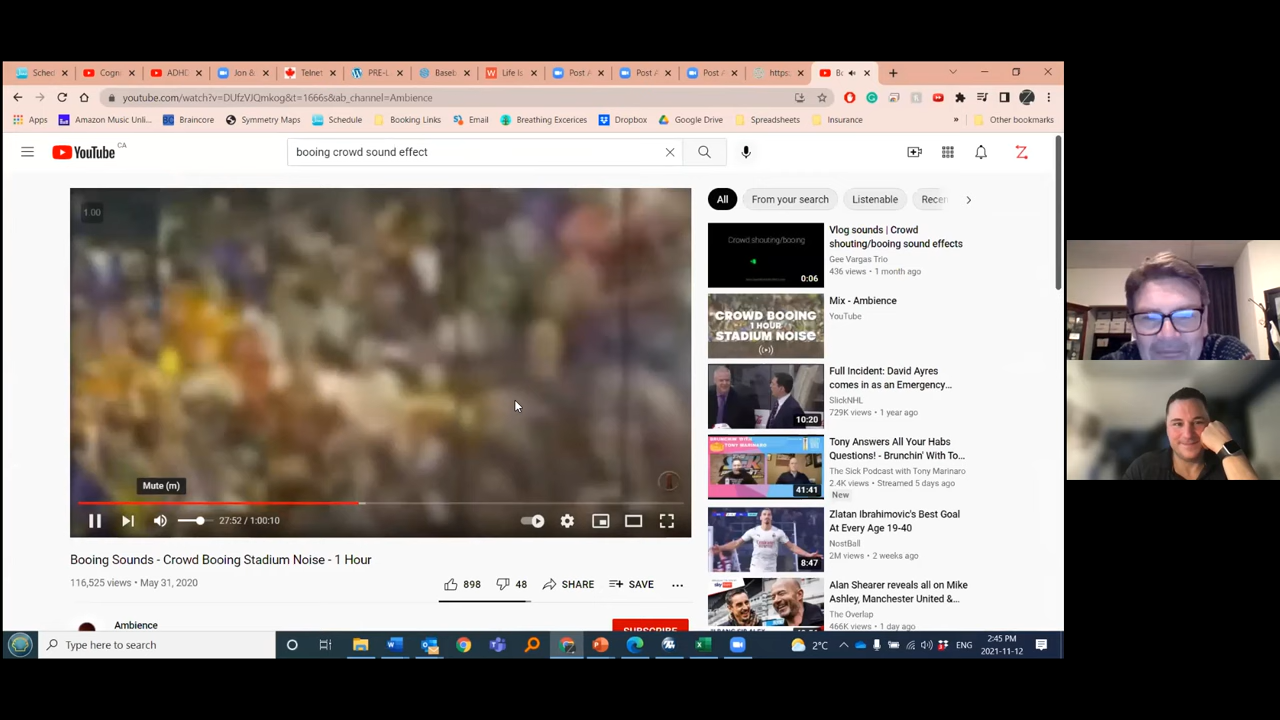 Sched
Cogn
ADHD
Jon &
Telnet
PRE-L
Baseb
Life Is
Post A
Post A
Post A
https:
Bo
youtube.com/watch?v=DUfzVJQmkog&t=1666s&ab_channel=Ambience
Apps
Amazon Music Unli...
Braincore
Symmetry Maps
Schedule
Booking Links
Email
Breathing Excerices
Dropbox
Google Drive
Spreadsheets
Insurance
»
Other bookmarks
YouTube CA
booing crowd sound effect
1.00
Mute (m)
27:52 / 1:00:10
Booing Sounds - Crowd Booing Stadium Noise - 1 Hour
116,525 views • May 31, 2020
898
48
SHARE
SAVE
Ambience
SUBSCRIBE
All
From your search
Listenable
Recen
Crowd shouting/booing
0:06
Vlog sounds | Crowd
shouting/booing sound effects
Gee Vargas Trio
436 views • 1 month ago
CROWD BOOING
1 HOUR
STADIUM NOISE
Mix - Ambience
YouTube
10:20
Full Incident: David Ayres
comes in as an Emergency...
SlickNHL
729K views • 1 year ago
41:41
Tony Answers All Your Habs
Questions! - Brunchin' With To...
The Sick Podcast with Tony Marinaro
2.4K views • Streamed 5 days ago
New
8:47
Zlatan Ibrahimovic's Best Goal
At Every Age 19-40
NostBall
2M views • 2 weeks ago
Alan Shearer reveals all on Mike
Ashley, Manchester United &...
The Overlap
466K views • 1 day ago
Type here to search
2°C
ENG
2:45 PM
2021-11-12